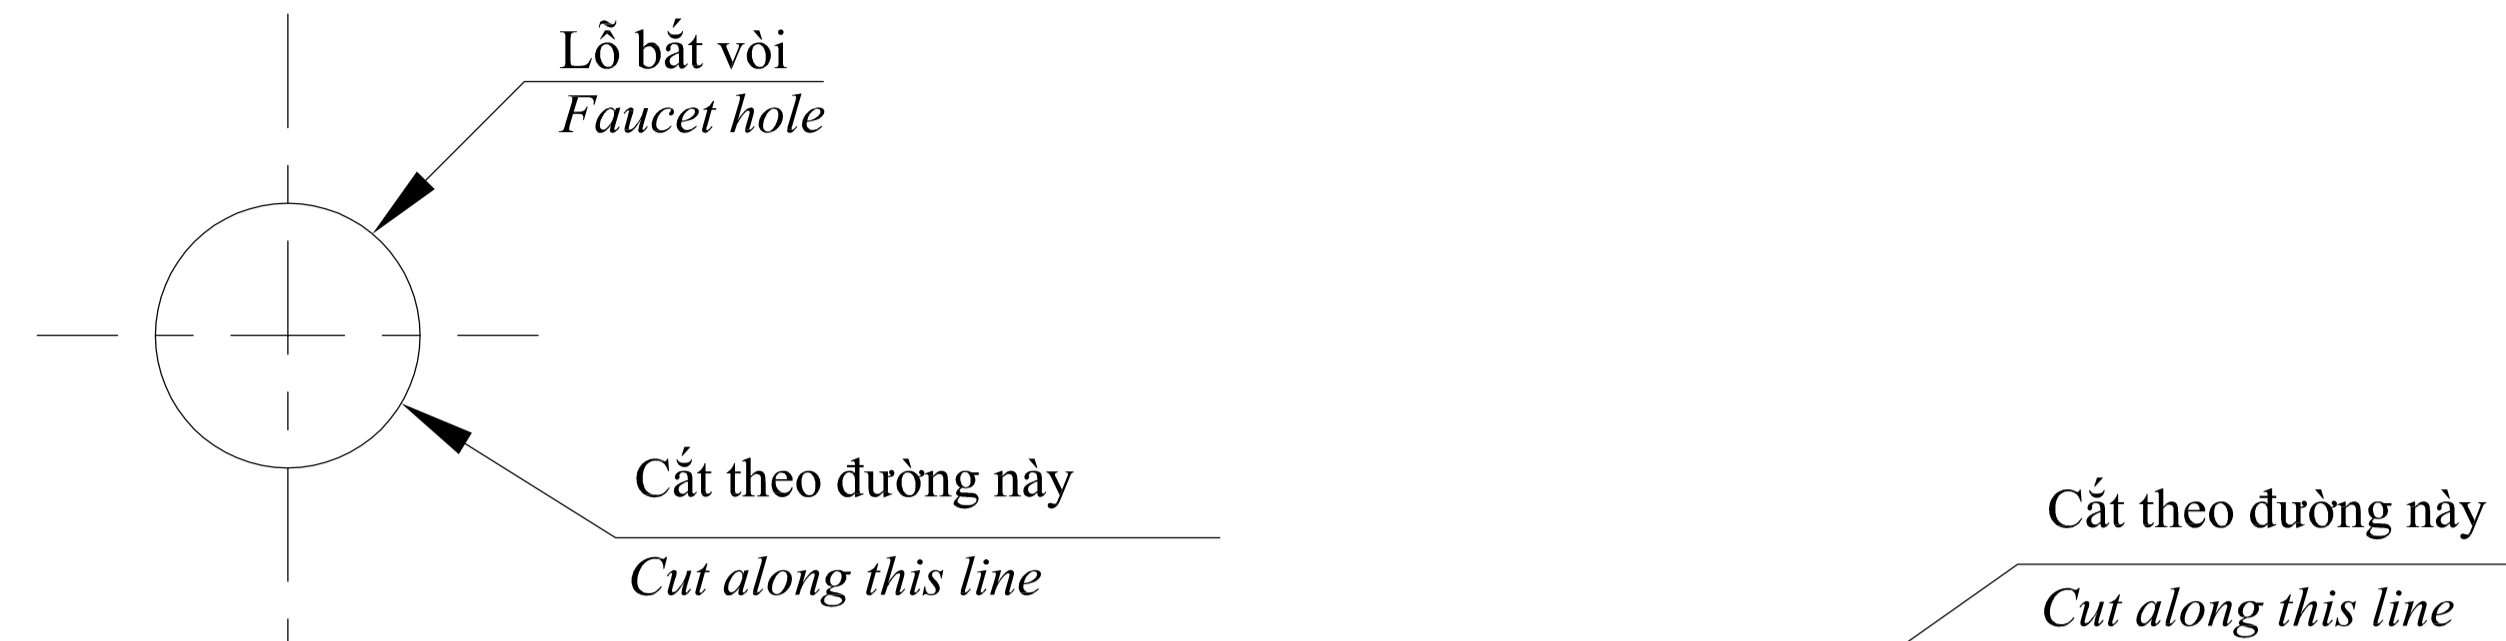 Lỗ bắt vòi
Faucet hole
Cắt theo đường này
Cut along this line
Cắt theo đường này
Cut along this line